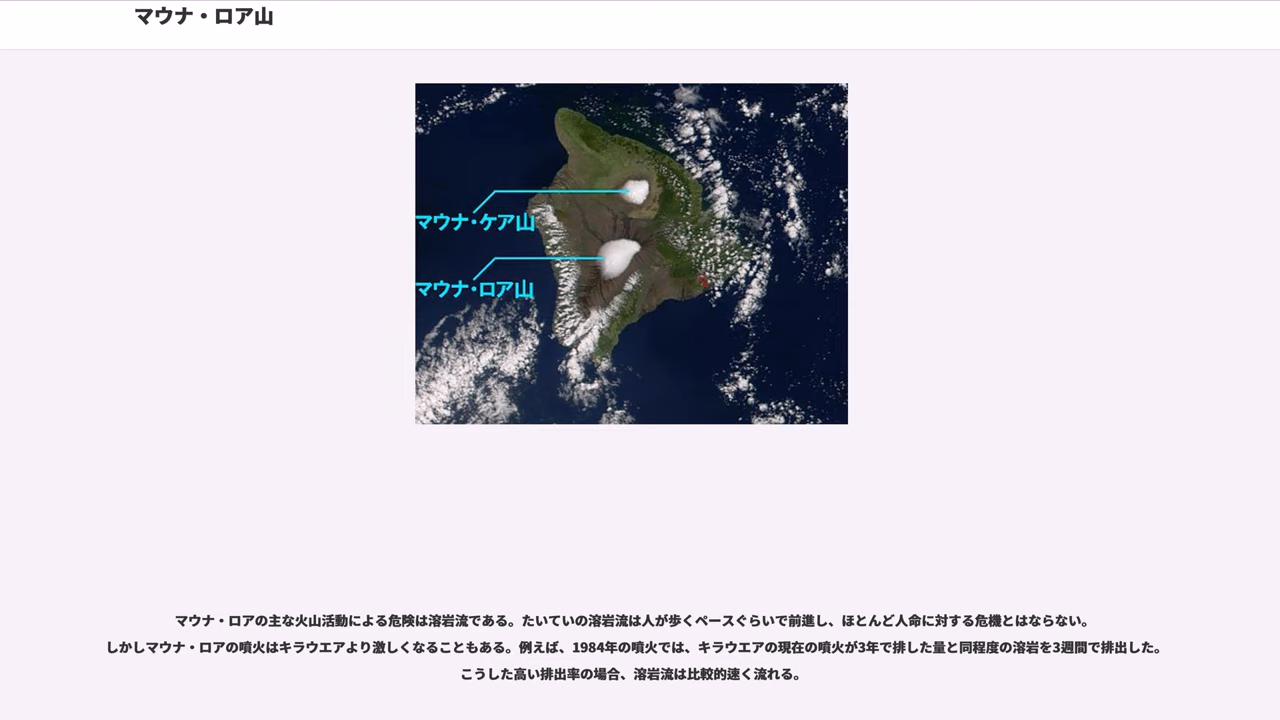 マウナ・ロア山
マウナ・ケア山
マウナ・ロア山
マウナ・ロアの主な火山活動による危険は溶岩流である。たいていの溶岩流は人が歩くペースぐらいで前進し、ほとんど人命に対する危機とはならない。
しかしマウナ・ロアの噴火はキラウエアより激しくなることもある。例えば、1984年の噴火では、キラウエアの現在の噴火が3年で排した量と同程度の溶岩を3週間で排出した。
こうした高い排出率の場合、溶岩流は比較的速く流れる。